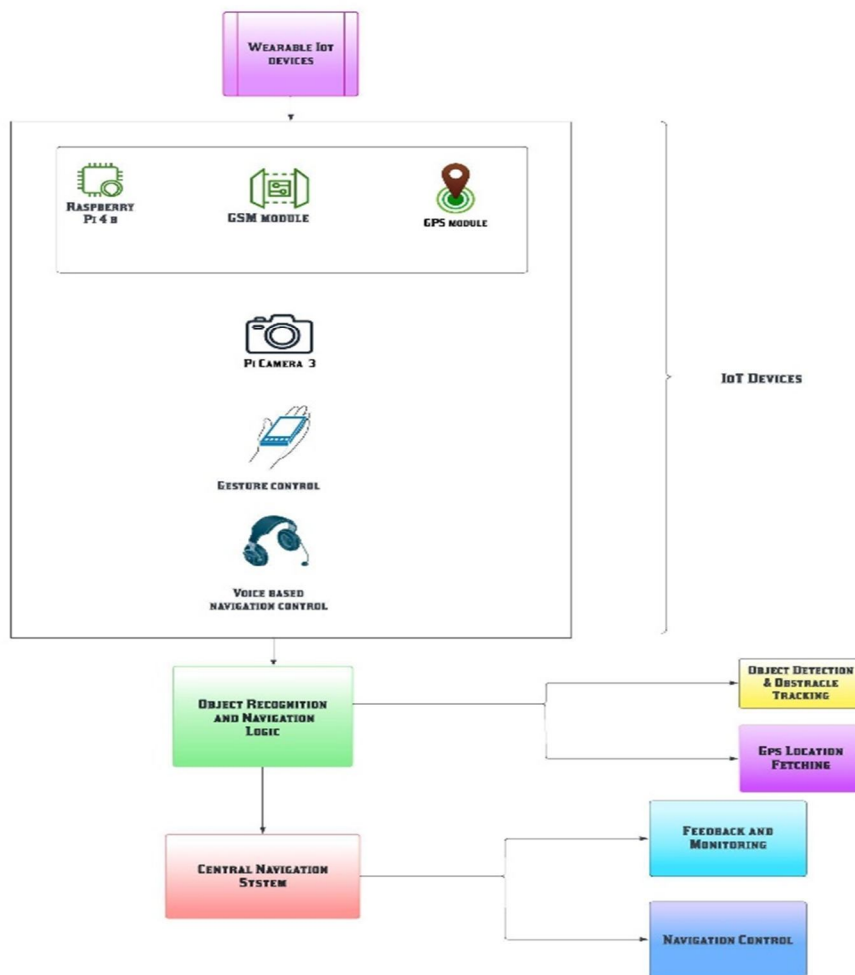 WEARABLE IOT
DEVICES
RASPBERRY
PI 4 B
GSM MODULE
GPS MODULE
PI CAMERA 3
IOT DEVICES
GESTURE CONTROL
VOICE BASED
NAVIGATION CONTROL
OBJECT RECOGNITION
AND NAVIGATION
LOGIC
OBJECT DETECTION
& OBSTRACLE
TRACKING
GPS LOCATION
FETCHING
CENTRAL NAVIGATION
SYSTEM
FEEDBACK AND
MONITORING
NAVIGATION CONTROL